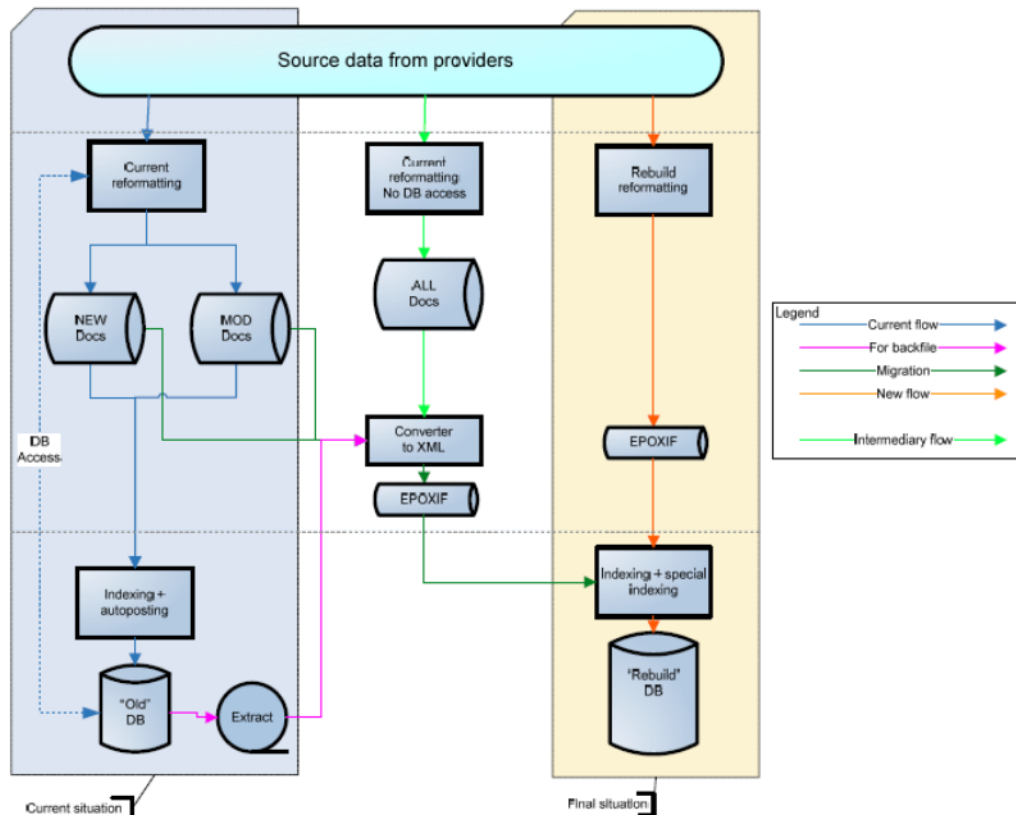 Source data from providers
Current
reformatting
Current
reformatting
No DB access
Rebuild
reformatting
NEW
Docs
MOD
Docs
ALL
Docs
Legend
Current flow
For backfile
Migration
New flow
Intermediary flow
DB
Access
Converter
to XML
EPOXIF
EPOXIF
Indexing +
autoposting
Indexing + special
indexing
"Old"
DB
Extract
"Rebuild"
DB
Current situation
Final situation